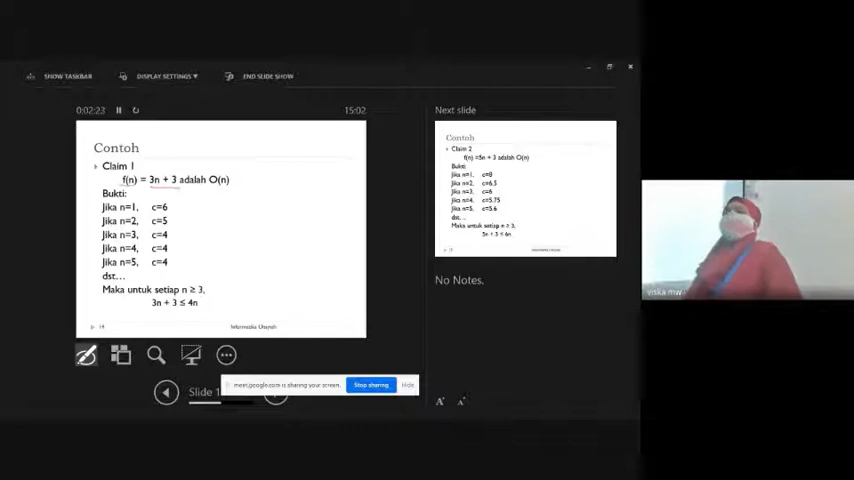 SHOW TASKBAR
DISPLAY SETTINGS ▼
END SLIDE SHOW
0:02:23
15:02
Contoh
Claim 1
f(n) = 3n + 3 adalah O(n)
Bukti:
Jika n=1, c=6
Jika n=2, c=5
Jika n=3, c=4
Jika n=4, c=4
Jika n=5, c=4
dst...
Maka untuk setiap n ≥ 3,
3n + 3 ≤ 4n
14
Informatika Unsyiah
Slide 1
meet.google.com is sharing your screen.
Stop sharing
Hide
Next slide
Contoh
Claim 2
f(n) =5n + 3 adalah O(n)
Bukti:
Jika n=1, c=8
Jika n=2, c=6.5
Jika n=3, c=6
Jika n=4, c=5.75
Jika n=5, c=5.6
dst...
Maka untuk setiap n ≥ 3,
5n + 3 ≤ 6n
No Notes.
A
A
viska mw